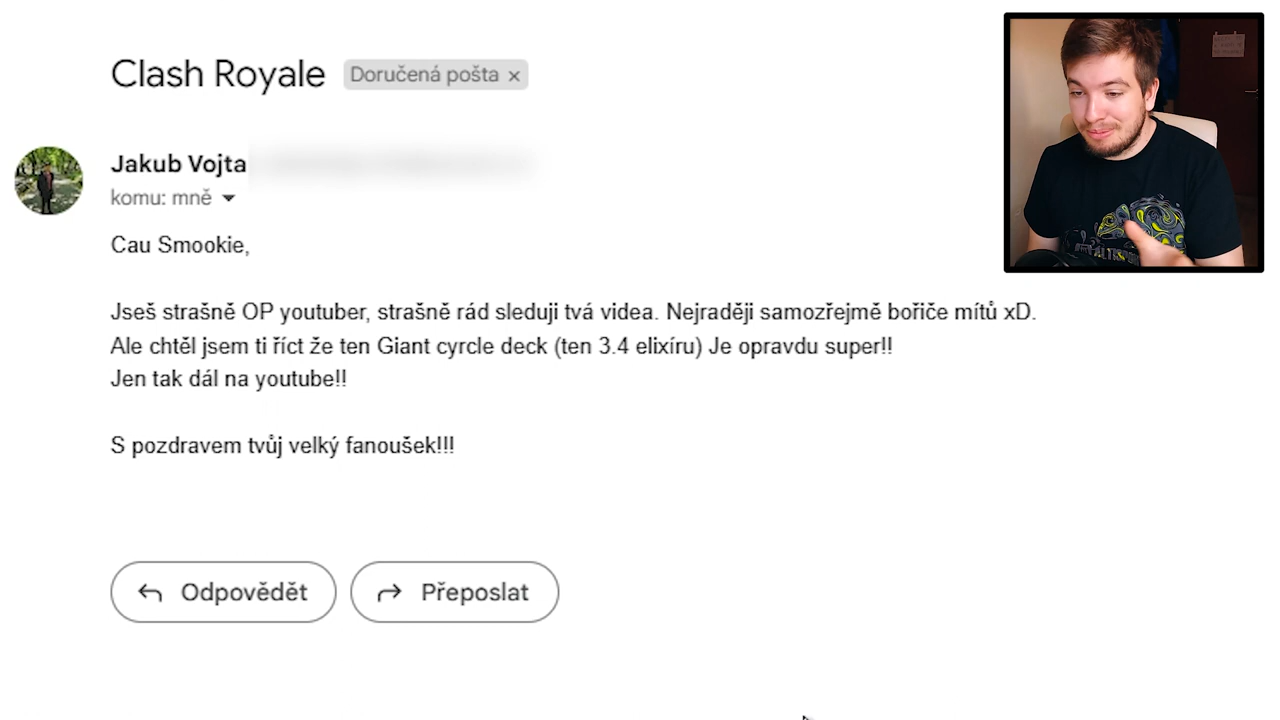 Clash Royale Doručená pošta ×
Jakub Vojta
komu: mně
Cau Smookie,
Jseš strašně OP youtuber, strašně rád sleduji tvá videa. Nejraději samozřejmě bořiče mítů xD.
Ale chtěl jsem ti říct že ten Giant cyrcle deck (ten 3.4 elixíru) Je opravdu super!!
Jen tak dál na youtube!!
S pozdravem tvůj velký fanoušek!!!
Odpovědět Přeposlat